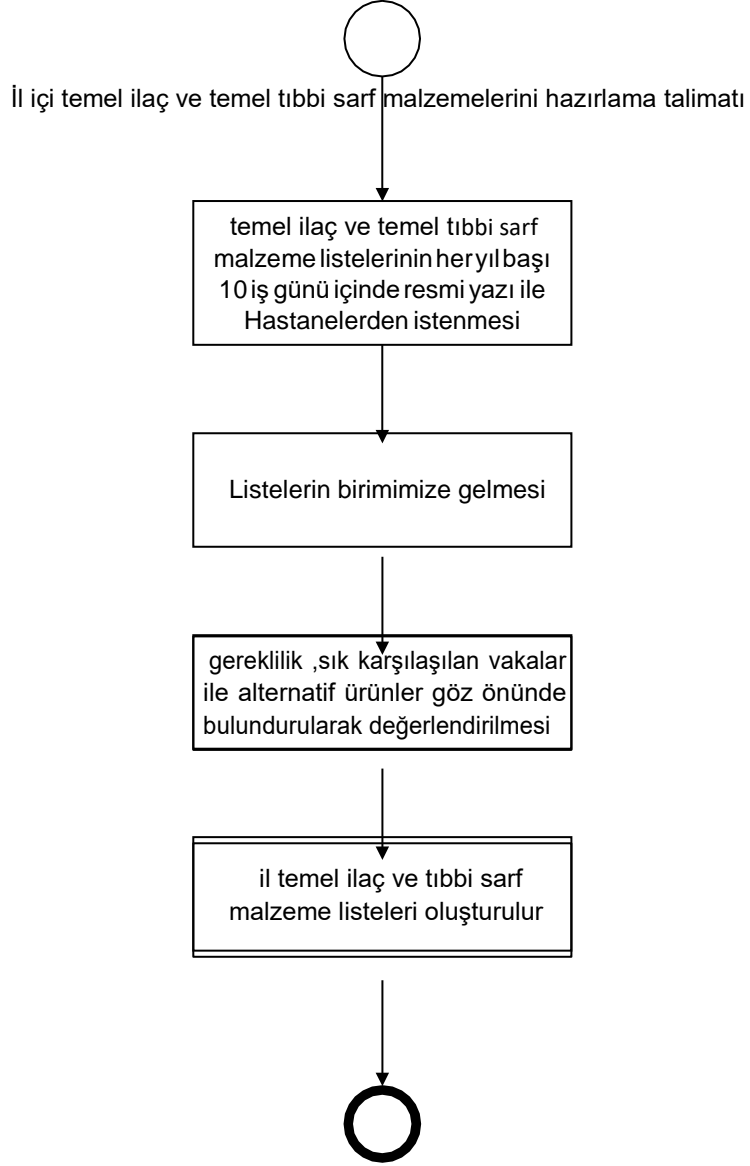 İl içi temel ilaç ve temel tıbbi sarf malzemelerini hazırlama talimatı
temel ilaç ve temel tıbbi sarf
malzeme listelerinin her yıl başı
10 iş günü içinde resmi yazı ile
Hastanelerden istenmesi
Listelerin birimimize gelmesi
gereklilik ,sık karşılaşılan vakalar
ile alternatif ürünler göz önünde
bulundurularak değerlendirilmesi
il temel ilaç ve tıbbi sarf
malzeme listeleri oluşturulur